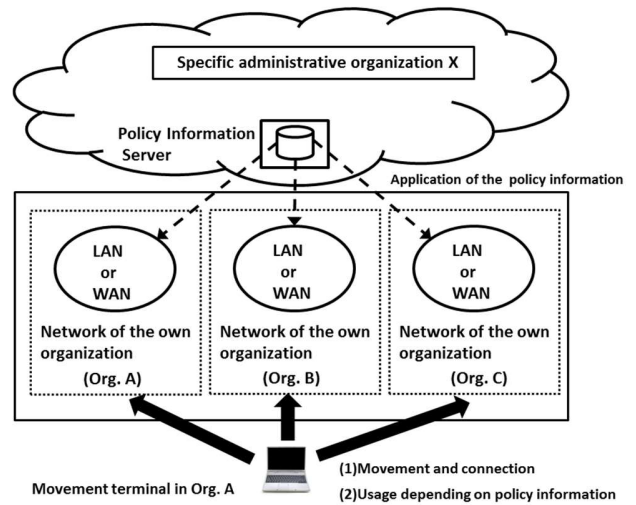 Specific administrative organization X
Policy Information
Server
Application of the policy information
LAN
or
WAN
Network of the own
organization
(Org. A)
LAN
or
WAN
Network of the own
organization
(Org. B)
LAN
or
WAN
Network of the own
organization
(Org. C)
Movement terminal in Org. A
(1)Movement and connection
(2)Usage depending on policy information